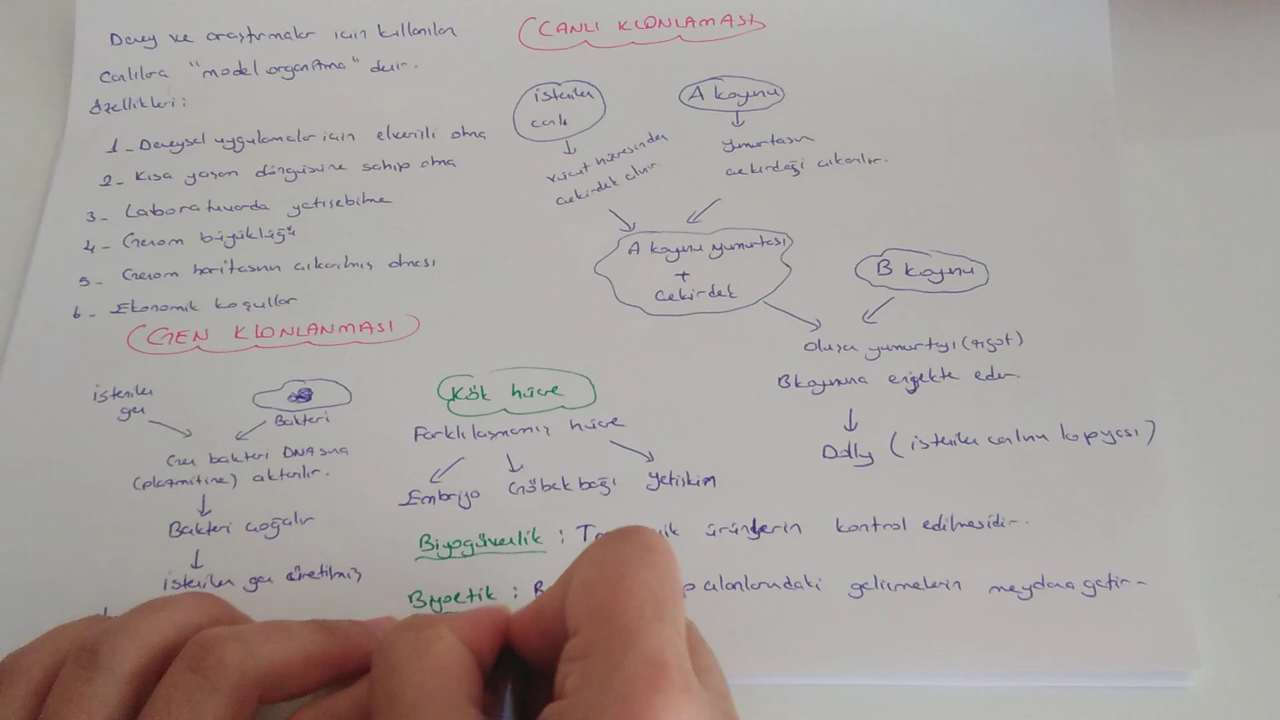 Deney ve araştırmalar için kullanılan
Canlılara "model organizma" denir.
Özellikleri:
1- Deneysel uygulamalar için elverişli olma
2- Kısa yaşam döngüsüne sahip olma
3- Laboratuvarda yetişebilme
4- Genom büyüklüğü
5- Genom haritasının çıkarılmış olması
6- Ekonomik koşullar
CANLI KLONLAMASI
istenilen
canlı
vücut hücresinden
çekirdek alınır
A koyunu
yumurtasın
çekirdeği çıkarılır.
A koyunu yumurtası
+
Çekirdek
B koyunu
Oluşan yumurtayı (zigot)
B koyununa enjekte eder.
Dolly (istenilen canlının kopyası)
GEN KLONLANMASI
istenilen
gen
Bakteri
Gen bakteri DNA sına
(plazmitine) aktarılır.
Bakteri çoğalır
istenilen gen üretilmiş
Kök hücre
Farklılaşmamış hücre
Embriyo Göbek bağı Yetişkin
Biyogüvenlik : ürünlerin kontrol edilmesidir.
Biyoetik : alanlarındaki gelişmelerin meydana getir-